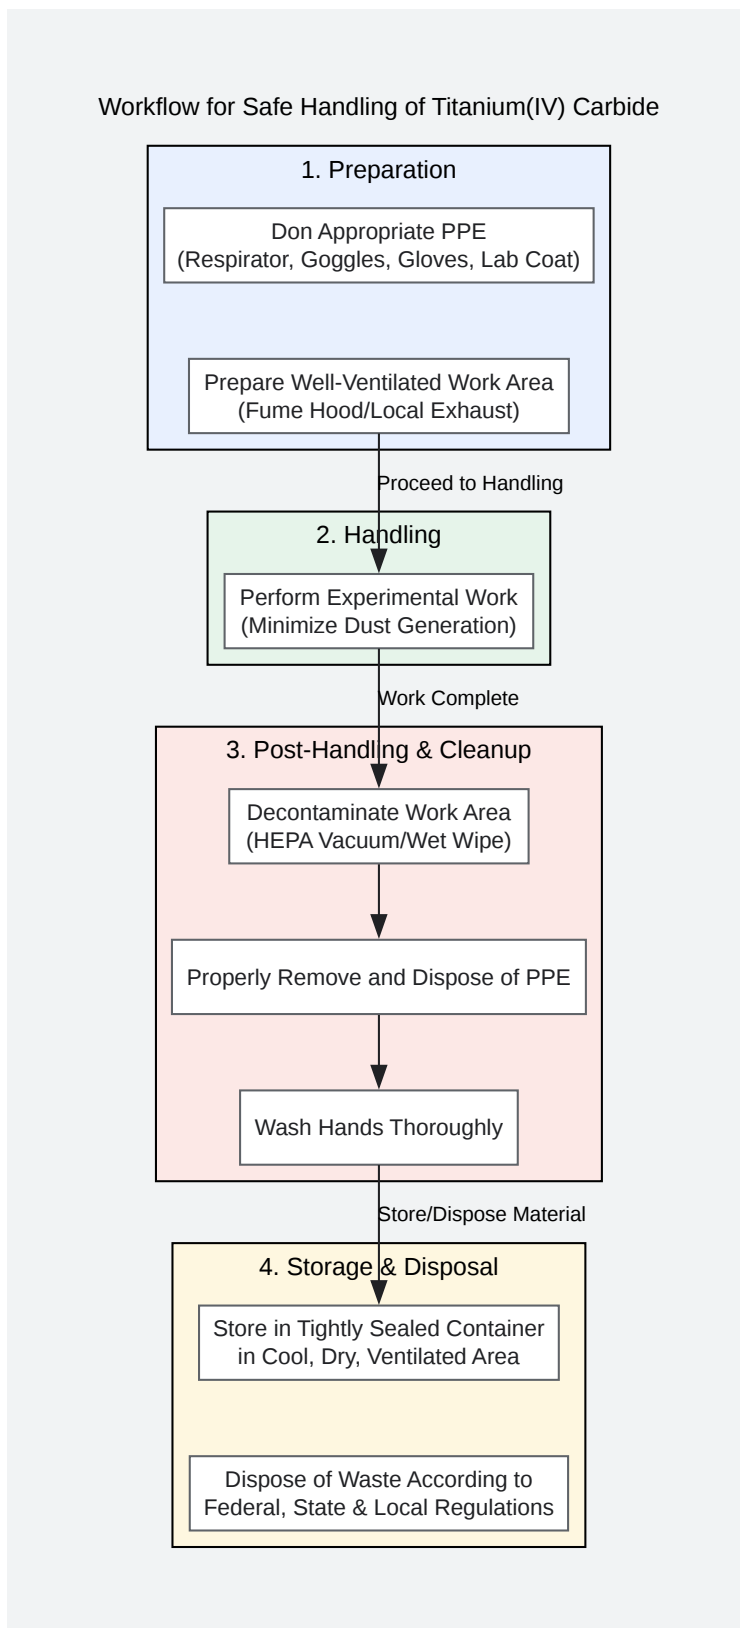 Workflow for Safe Handling of Titanium(IV) Carbide
1. Preparation
Don Appropriate PPE
(Respirator, Goggles, Gloves, Lab Coat)
Prepare Well-Ventilated Work Area
(Fume Hood/Local Exhaust)
Proceed to Handling
2. Handling
Perform Experimental Work
(Minimize Dust Generation)
Work Complete
3. Post-Handling & Cleanup
Decontaminate Work Area
(HEPA Vacuum/Wet Wipe)
Properly Remove and Dispose of PPE
Wash Hands Thoroughly
Store/Dispose Material
4. Storage & Disposal
Store in Tightly Sealed Container
in Cool, Dry, Ventilated Area
Dispose of Waste According to
Federal, State & Local Regulations